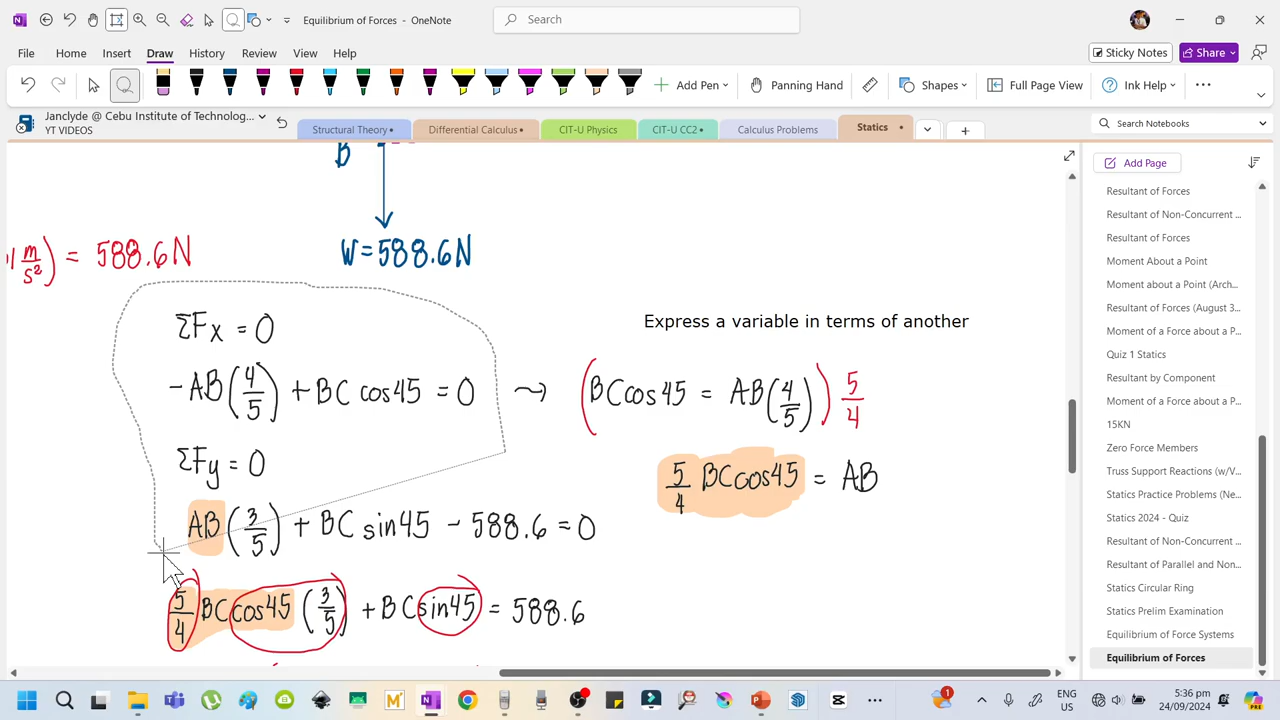 Equilibrium of Forces - OneNote
Search
File Home Insert Draw History Review View Help
Sticky Notes
Share
Add Pen
Panning Hand
Shapes
Full Page View
Ink Help
Janclyde @ Cebu Institute of Technolog...
YT VIDEOS
Structural Theory
Differential Calculus
CIT-U Physics
CIT-U CC2
Calculus Problems
Statics
Search Notebooks
Add Page
Resultant of Forces
Resultant of Non-Concurrent ...
Resultant of Forces
Moment About a Point
Moment about a Point (Arch...
Resultant of Forces (August 3...
Moment of a Force about a P...
Quiz 1 Statics
Resultant by Component
Moment of a Force about a P...
15KN
Zero Force Members
Truss Support Reactions (w/V...
Statics Practice Problems (Ne...
Statics 2024 - Quiz
Resultant of Non-Concurrent ...
Resultant of Parallel and Non...
Statics Circular Ring
Statics Prelim Examination
Equilibrium of Force Systems
Equilibrium of Forces
B
m/s²) = 588.6N
W=588.6N
ΣFx = 0
-AB(4/5) + BC cos45 = 0
ΣFy = 0
AB(3/5) + BC sin45 - 588.6 = 0
5/4 BC cos45 (3/5) + BC sin45 = 588.6
Express a variable in terms of another
(BC cos45 = AB(4/5)) 5/4
5/4 BC cos45 = AB
1
ENG
US
5:36 pm
24/09/2024